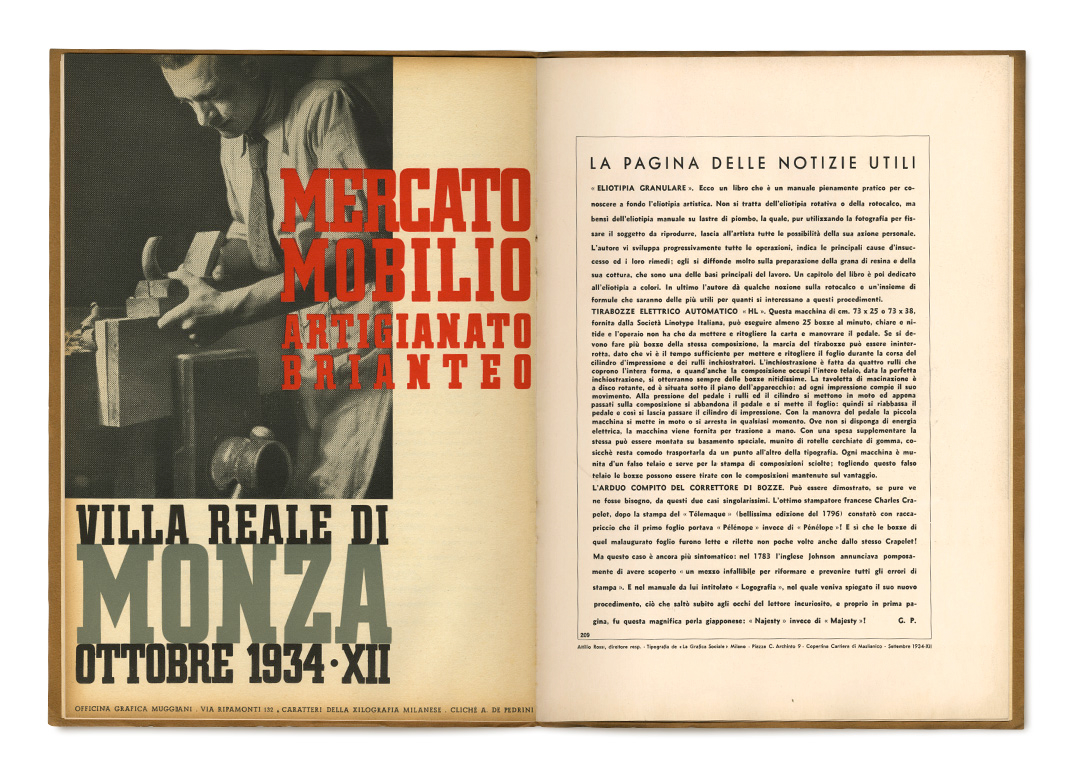 MERCATO
MOBILIO
ARTIGIANATO
BRIANTEO
VILLA REALE DI
MONZA
OTTOBRE 1934·XII
OFFICINA GRAFICA MUGGIANI . VIA RIPAMONTI 132 . CARATTERI DELLA XILOGRAFIA MILANESE . CLICHÉ A. DE PEDRINI
LA PAGINA DELLE NOTIZIE UTILI
« ELIOTIPIA GRANULARE ». Ecco un libro che è un manuale pienamente pratico per co-
noscere a fondo l'eliotipia artistica. Non si tratta dell'eliotipia rotativa o della rotocalco, ma
bensì dell'eliotipia manuale su lastre di piombo, la quale, pur utilizzando la fotografia per fis-
sare il soggetto da riprodurre, lascia all'artista tutte le possibilità della sua azione personale.
L'autore vi sviluppa progressivamente tutte le operazioni, indica le principali cause d'insuc-
cesso ed i loro rimedi; egli si diffonde molto sulla preparazione della grana di resina e della
sua cottura, che sono una delle basi principali del lavoro. Un capitolo del libro è poi dedicato
all'eliotipia a colori. In ultimo l'autore dà qualche nozione sulla rotocalco e un'insieme di
formule che saranno delle più utili per quanti si interessano a questi procedimenti.
TIRABOZZE ELETTRICO AUTOMATICO « HL ». Questa macchina di cm. 73 x 25 o 73 x 38,
fornita dalla Società Linotype Italiana, può eseguire almeno 25 bozze al minuto, chiare e ni-
tide e l'operaio non ha che da mettere e ritogliere la carta e manovrare il pedale. Se si de-
vono fare più bozze della stessa composizione, la marcia del tirabozze può essere ininter-
rotta, dato che vi è il tempo sufficiente per mettere e ritogliere il foglio durante la corsa del
cilindro d'impressione e dei rulli inchiostratori. L'inchiostrazione è fatta da quattro rulli che
coprono l'intera forma, e quand'anche la composizione occupi l'intero telaio, data la perfetta
inchiostrazione, si otterranno sempre delle bozze nitidissime. La tavoletta di macinazione è
a disco rotante, ed è situata sotto il piano dell'apparecchio: ad ogni impressione compie il suo
movimento. Alla pressione del pedale i rulli ed il cilindro si mettono in moto ed appena
passati sulla composizione si abbandona il pedale e si mette il foglio: quindi si riabbassa il
pedale e così si lascia passare il cilindro di impressione. Con la manovra del pedale la piccola
macchina si mette in moto o si arresta in qualsiasi momento. Ove non si disponga di energia
elettrica, la macchina viene fornita per trazione a mano. Con una spesa supplementare la
stessa può essere montata su basamento speciale, munito di rotelle cerchiate di gomma, co-
sicchè resta comodo trasportarla da un punto all'altro della tipografia. Ogni macchina è mu-
nita d'un falso telaio e serve per la stampa di composizioni sciolte; togliendo questo falso
telaio le bozze possono essere tirate con le composizioni mantenute sul vantaggio.
L'ARDUO COMPITO DEL CORRETTORE DI BOZZE. Può essere dimostrato, se pure ve
ne fosse bisogno, da questi due casi singolarissimi. L'ottimo stampatore francese Charles Cra-
pelet, dopo la stampa del « Télemaque » (bellissima edizione del 1796) constatò con racca-
priccio che il primo foglio portava « Pélénope » invece di « Pénélope »! E sì che le bozze di
quel malaugurato foglio furono lette e rilette non poche volte anche dallo stesso Crapelet!
Ma questo caso è ancora più sintomatico: nel 1783 l'inglese Johnson annunciava pomposa-
mente di avere scoperto « un mezzo infallibile per riformare e prevenire tutti gli errori di
stampa ». E nel manuale da lui intitolato « Logografia », nel quale veniva spiegato il suo nuovo
procedimento, ciò che saltò subito agli occhi del lettore incuriosito, e proprio in prima pa-
gina, fu questa magnifica perla giapponese: « Najesty » invece di « Majesty »! G. P.
209
Attilio Rossi, direttore resp. - Tipografia de «La Grafica Sociale» Milano - Piazza C. Archinto 9 - Copertina Cartiera di Maslianico - Settembre 1934-XII